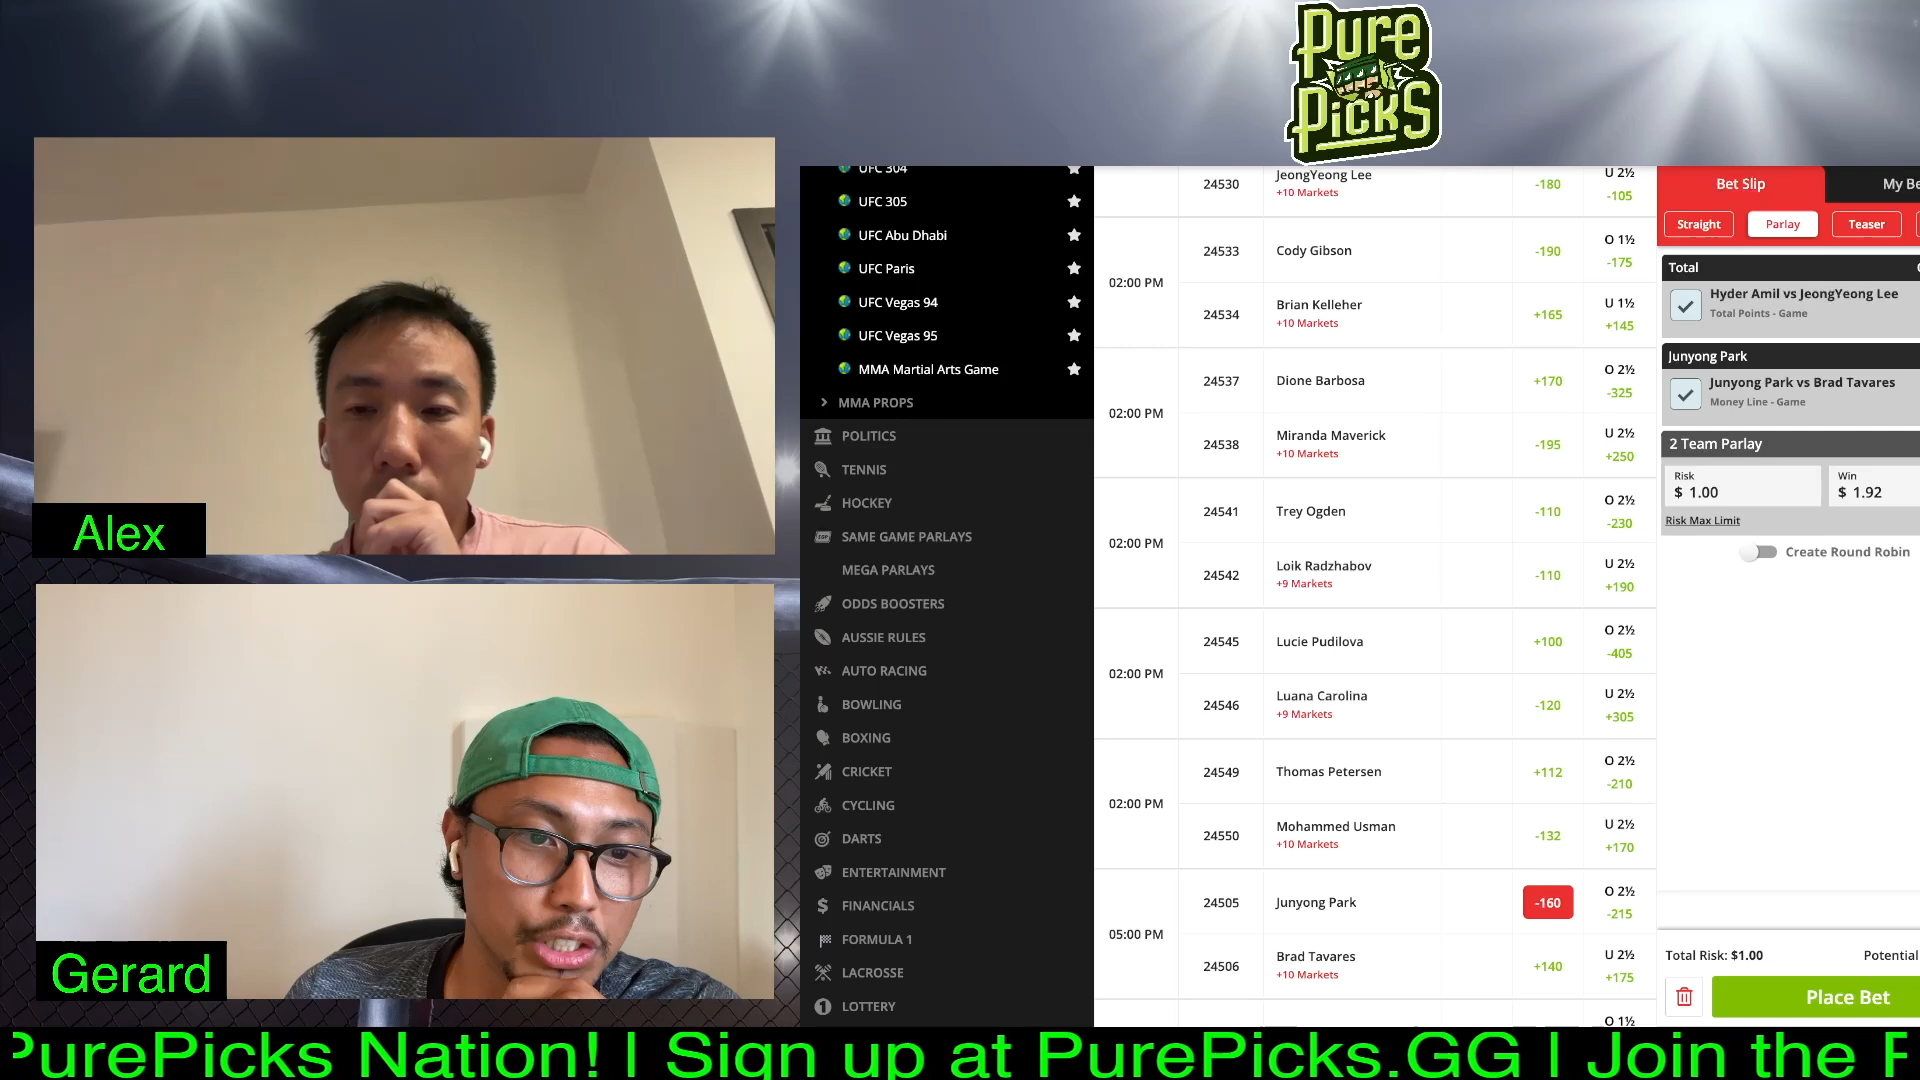 Pure
Picks
Alex
Gerard
UFC 304
UFC 305
UFC Abu Dhabi
UFC Paris
UFC Vegas 94
UFC Vegas 95
MMA Martial Arts Game
MMA PROPS
POLITICS
TENNIS
HOCKEY
SAME GAME PARLAYS
MEGA PARLAYS
ODDS BOOSTERS
AUSSIE RULES
AUTO RACING
BOWLING
BOXING
CRICKET
CYCLING
DARTS
ENTERTAINMENT
FINANCIALS
FORMULA 1
LACROSSE
LOTTERY
24530 JeongYeong Lee -180 U 2½
+10 Markets -105
02:00 PM
24533 Cody Gibson -190 O 1½
-175
24534 Brian Kelleher +165 U 1½
+10 Markets +145
02:00 PM
24537 Dione Barbosa +170 O 2½
-325
24538 Miranda Maverick -195 U 2½
+10 Markets +250
02:00 PM
24541 Trey Ogden -110 O 2½
-230
24542 Loik Radzhabov -110 U 2½
+9 Markets +190
02:00 PM
24545 Lucie Pudilova +100 O 2½
-405
24546 Luana Carolina -120 U 2½
+9 Markets +305
02:00 PM
24549 Thomas Petersen +112 O 2½
-210
24550 Mohammed Usman -132 U 2½
+10 Markets +170
05:00 PM
24505 Junyong Park -160 O 2½
-215
24506 Brad Tavares +140 U 2½
+10 Markets +175
O 1½
Bet Slip My Be
Straight Parlay Teaser
Total
Hyder Amil vs JeongYeong Lee
Total Points - Game
Junyong Park
Junyong Park vs Brad Tavares
Money Line - Game
2 Team Parlay
Risk Win
$ 1.00 $ 1.92
Risk Max Limit
Create Round Robin
Total Risk: $1.00 Potential
Place Bet
PurePicks Nation! | Sign up at PurePicks.GG | Join the